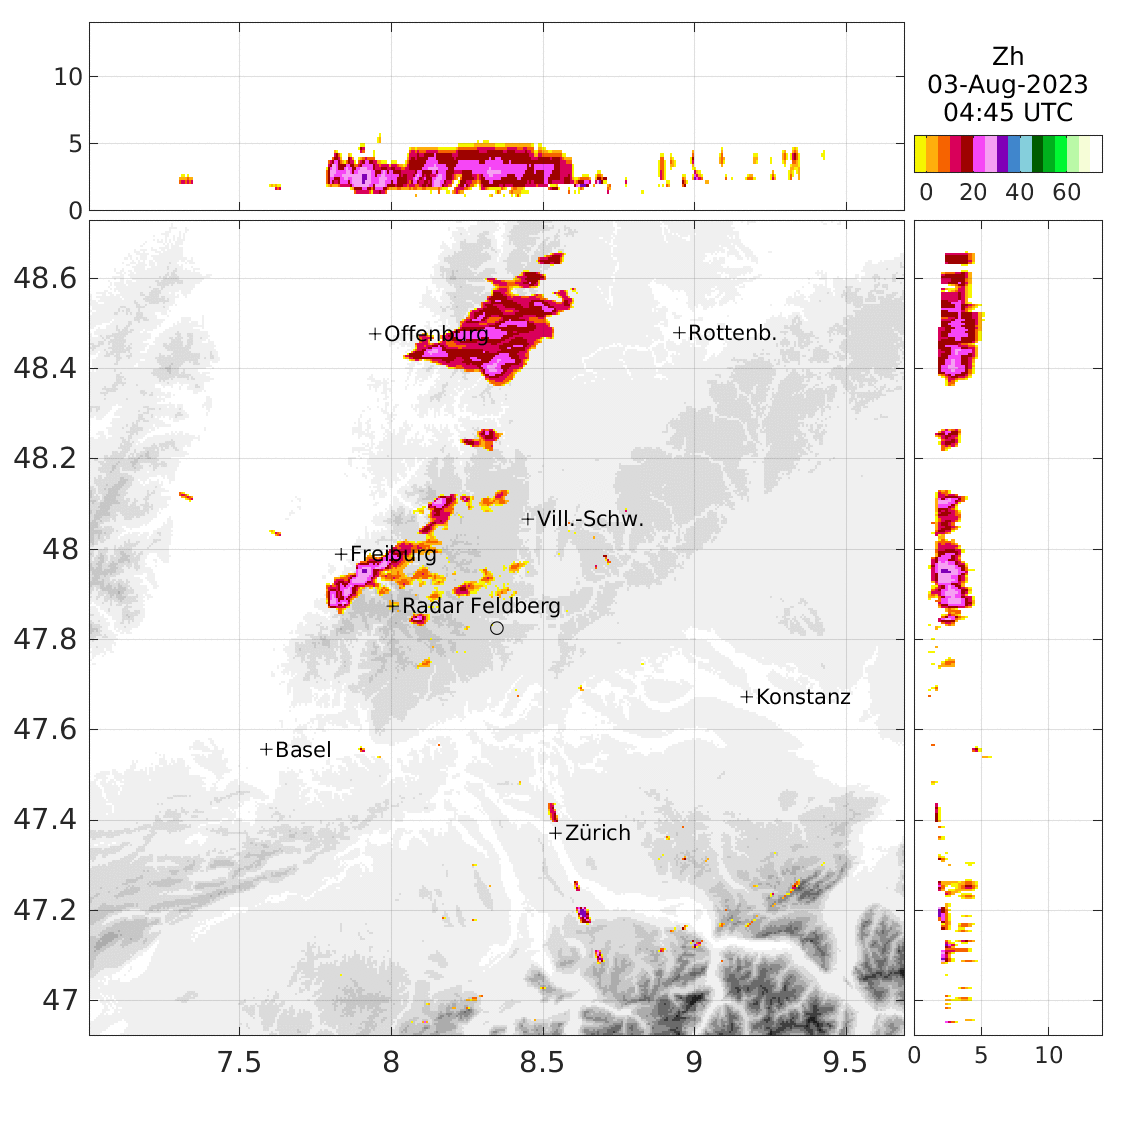 Zh
03-Aug-2023
04:45 UTC
0 20 40 60
10
5
0
48.6
48.4
48.2
48
47.8
47.6
47.4
47.2
47
+Offenburg
+Rottenb.
+Vill.-Schw.
+Freiburg
+Radar Feldberg
+Konstanz
+Basel
+Zürich
7.5 8 8.5 9 9.5
0 5 10